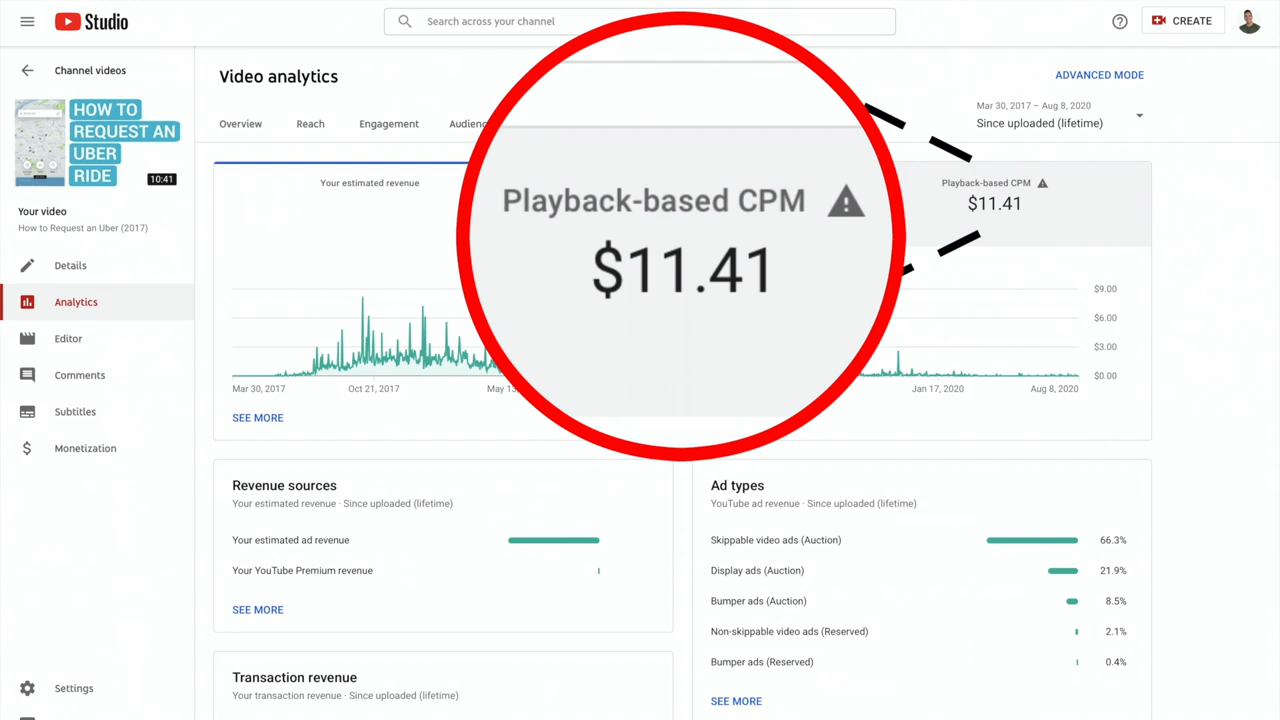 Studio
Search across your channel
CREATE
Channel videos
HOW TO
REQUEST AN
UBER
RIDE
10:41
Your video
How to Request an Uber (2017)
Details
Analytics
Editor
Comments
Subtitles
$
Monetization
Settings
Video analytics
ADVANCED MODE
Mar 30, 2017 – Aug 8, 2020
Since uploaded (lifetime)
Overview
Reach
Engagement
Your estimated revenue
Playback-based CPM
$11.41
Playback-based CPM
$11.41
$9.00
$6.00
$3.00
$0.00
Mar 30, 2017
Oct 21, 2017
Jan 17, 2020
Aug 8, 2020
SEE MORE
Revenue sources
Your estimated revenue · Since uploaded (lifetime)
Your estimated ad revenue
Your YouTube Premium revenue
SEE MORE
Transaction revenue
Your transaction revenue · Since uploaded (lifetime)
Ad types
YouTube ad revenue · Since uploaded (lifetime)
Skippable video ads (Auction) 66.3%
Display ads (Auction) 21.9%
Bumper ads (Auction) 8.5%
Non-skippable video ads (Reserved) 2.1%
Bumper ads (Reserved) 0.4%
SEE MORE